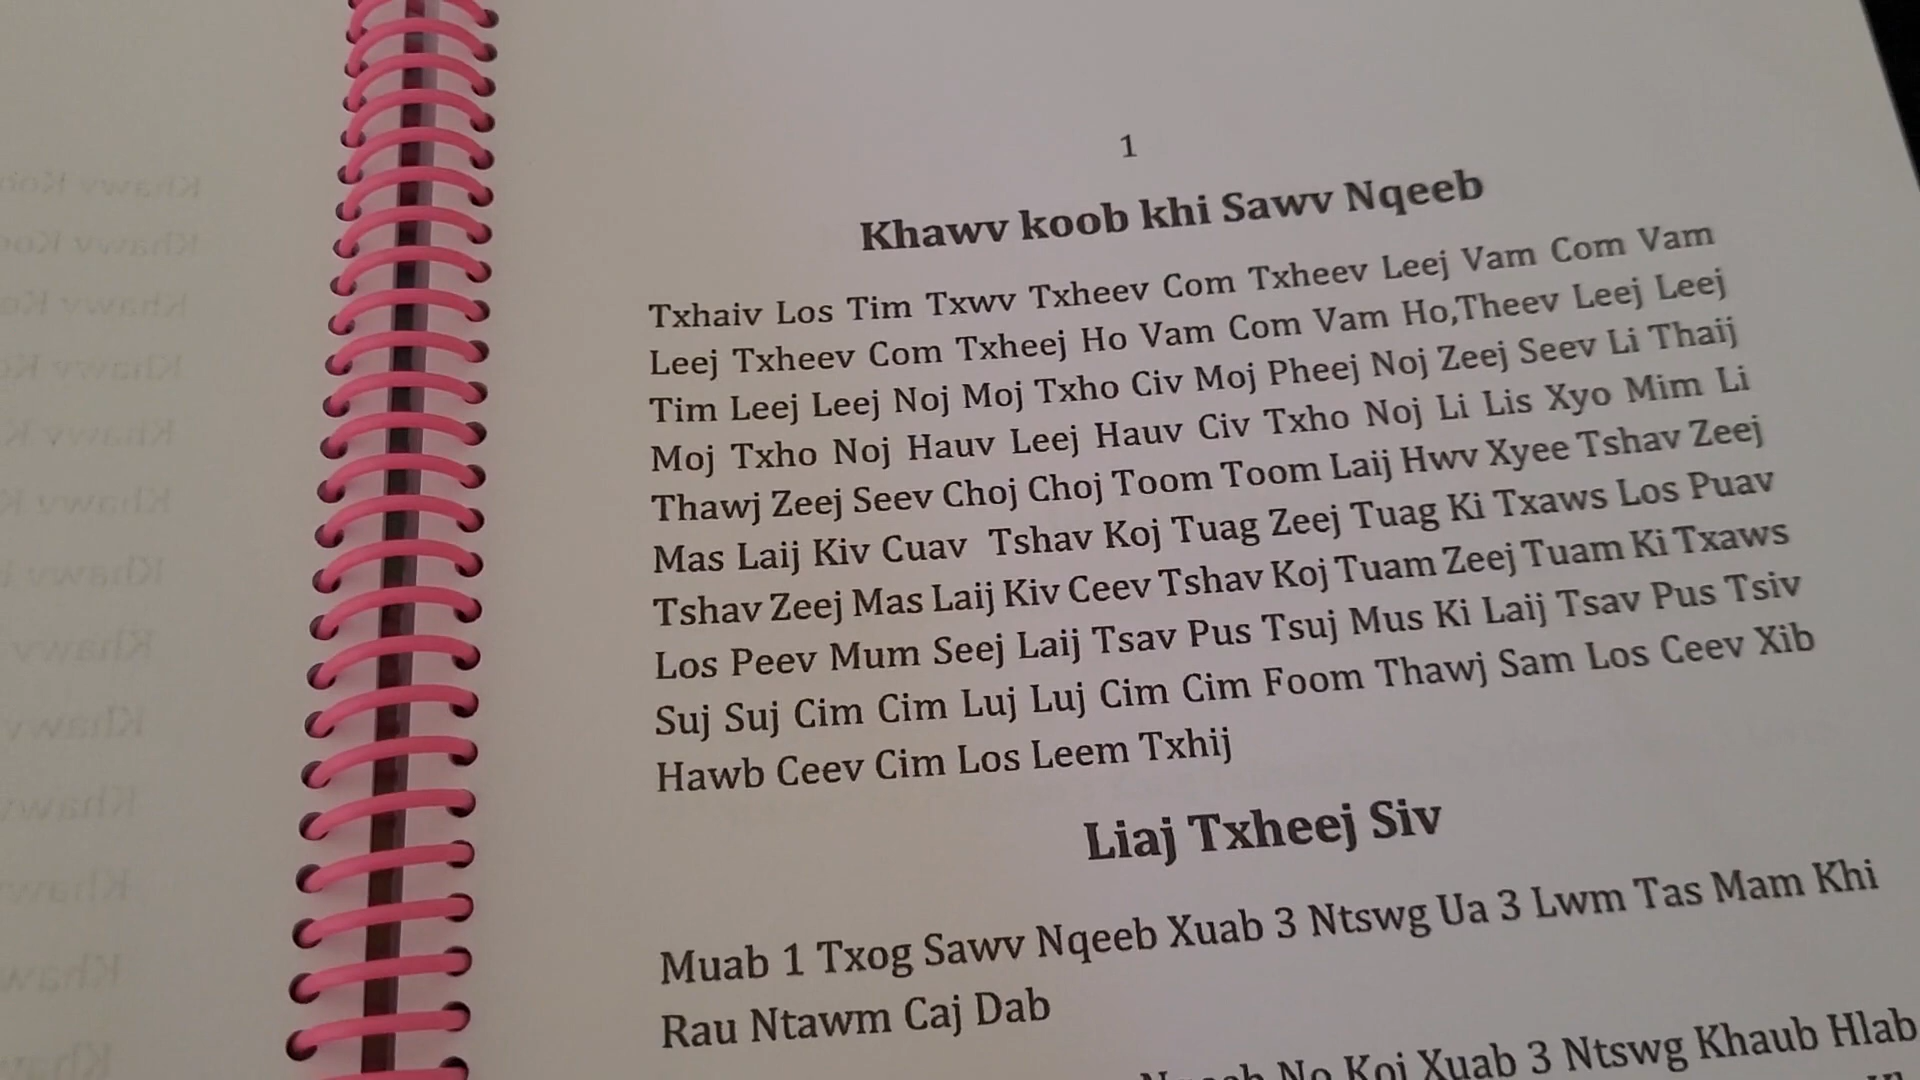 1
Khawv koob khi Sawv Nqeeb
Txhaiv Los Tim Txwv Txheev Com Txheev Leej Vam Com Vam
Leej Txheev Com Txheej Ho Vam Com Vam Ho,Theev Leej Leej
Tim Leej Leej Noj Moj Txho Civ Moj Pheej Noj Zeej Seev Li Thaij
Moj Txho Noj Hauv Leej Hauv Civ Txho Noj Li Lis Xyo Mim Li
Thawj Zeej Seev Choj Choj Toom Toom Laij Hwv Xyee Tshav Zeej
Mas Laij Kiv Cuav Tshav Koj Tuag Zeej Tuag Ki Txaws Los Puav
Tshav Zeej Mas Laij Kiv Ceev Tshav Koj Tuam Zeej Tuam Ki Txaws
Los Peev Mum Seej Laij Tsav Pus Tsuj Mus Ki Laij Tsav Pus Tsiv
Suj Suj Cim Cim Luj Luj Cim Cim Foom Thawj Sam Los Ceev Xib
Hawb Ceev Cim Los Leem Txhij
Liaj Txheej Siv
Muab 1 Txog Sawv Nqeeb Xuab 3 Ntswg Ua 3 Lwm Tas Mam Khi
Rau Ntawm Caj Dab
No Koj Xuab 3 Ntswg Khaub Hlab